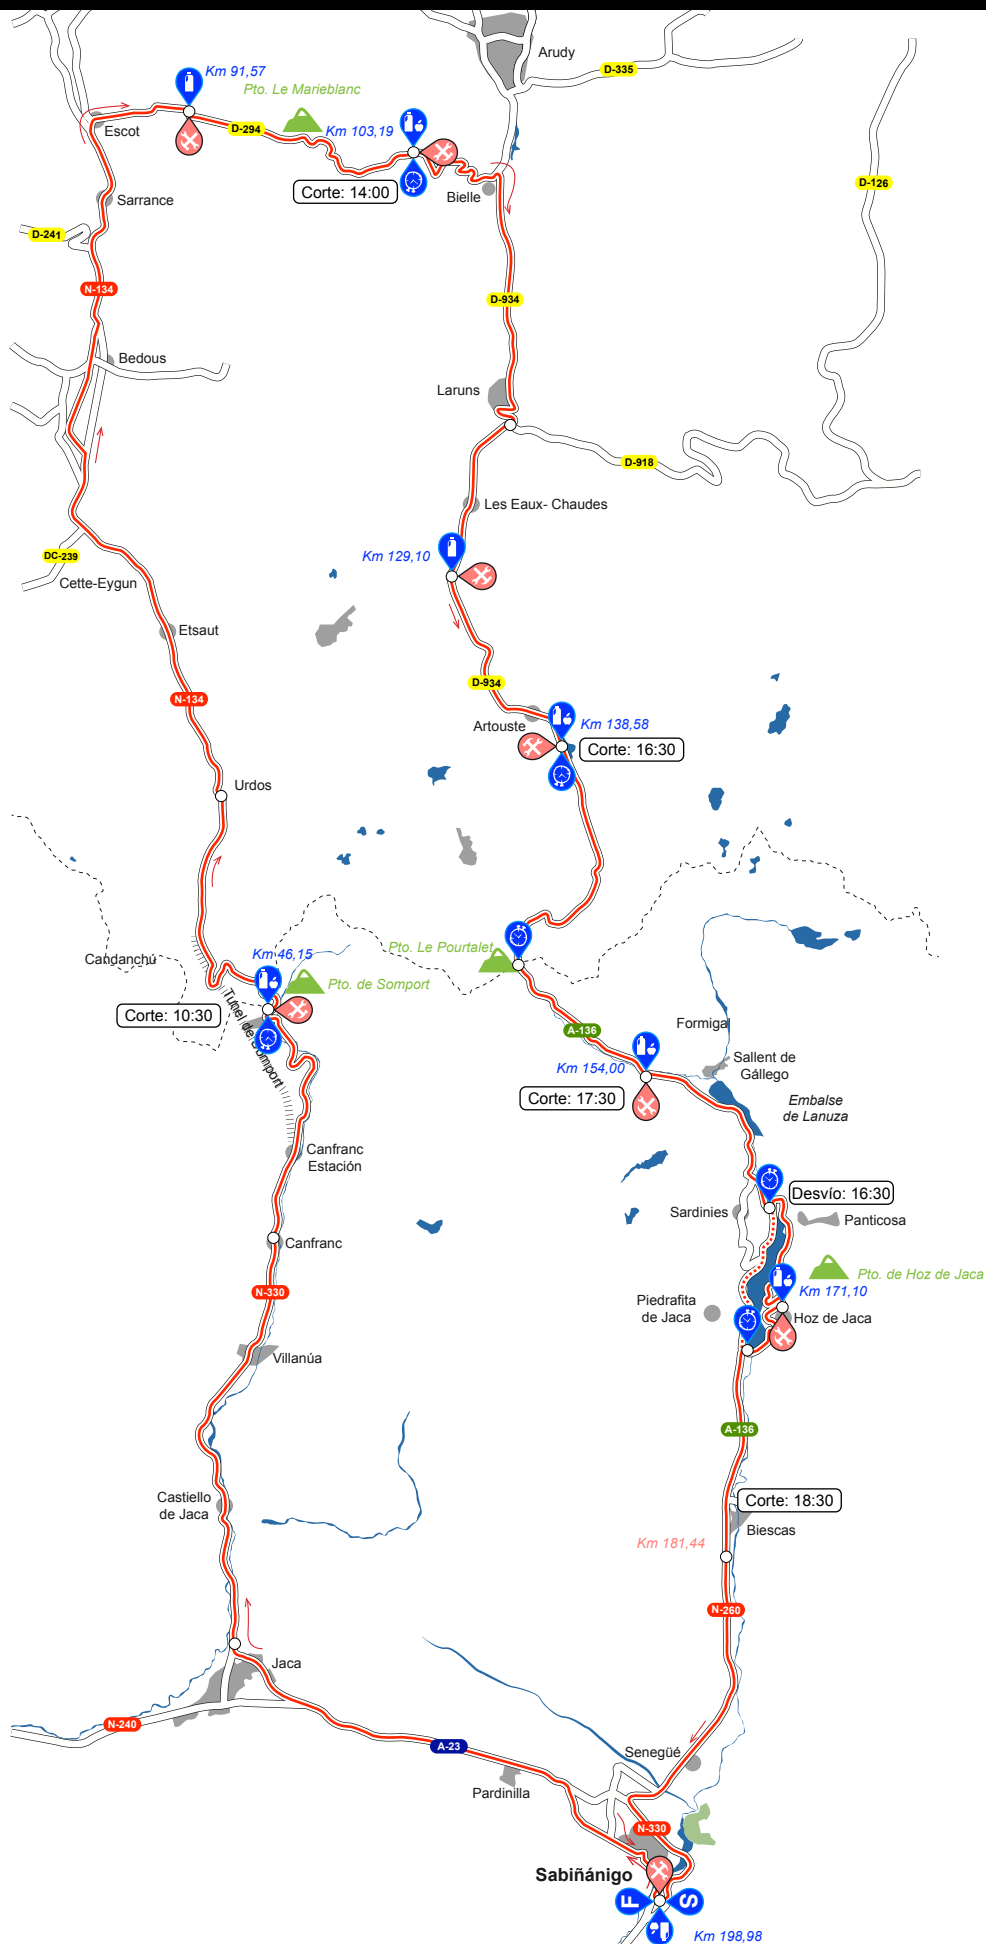 Arudy
D-335
Km 91,57
Pto. Le Marieblanc
Escot
D-294
Km 103,19
Corte: 14:00
Bielle
D-126
Sarrance
D-241
N-134
D-934
Bedous
Laruns
D-918
Les Eaux- Chaudes
Km 129,10
DC-239
Cette-Eygun
Etsaut
N-134
D-934
Artouste
Km 138,58
Corte: 16:30
Urdos
Pto. Le Pourtalet
Candanchú
Km 46,15
Pto. de Somport
Corte: 10:30
Tunel de Somport
A-136
Formigal
Km 154,00
Corte: 17:30
Sallent de
Gállego
Embalse
de Lanuza
Canfranc
Estación
Desvío: 16:30
Sardinies
Panticosa
Canfranc
Pto. de Hoz de Jaca
Km 171,10
N-330
Piedrafita
de Jaca
Hoz de Jaca
Villanúa
A-136
Castiello
de Jaca
Corte: 18:30
Biescas
Km 181,44
N-260
Jaca
N-240
A-23
Senegüé
Pardinilla
N-330
Sabiñánigo
F
S
Km 198,98